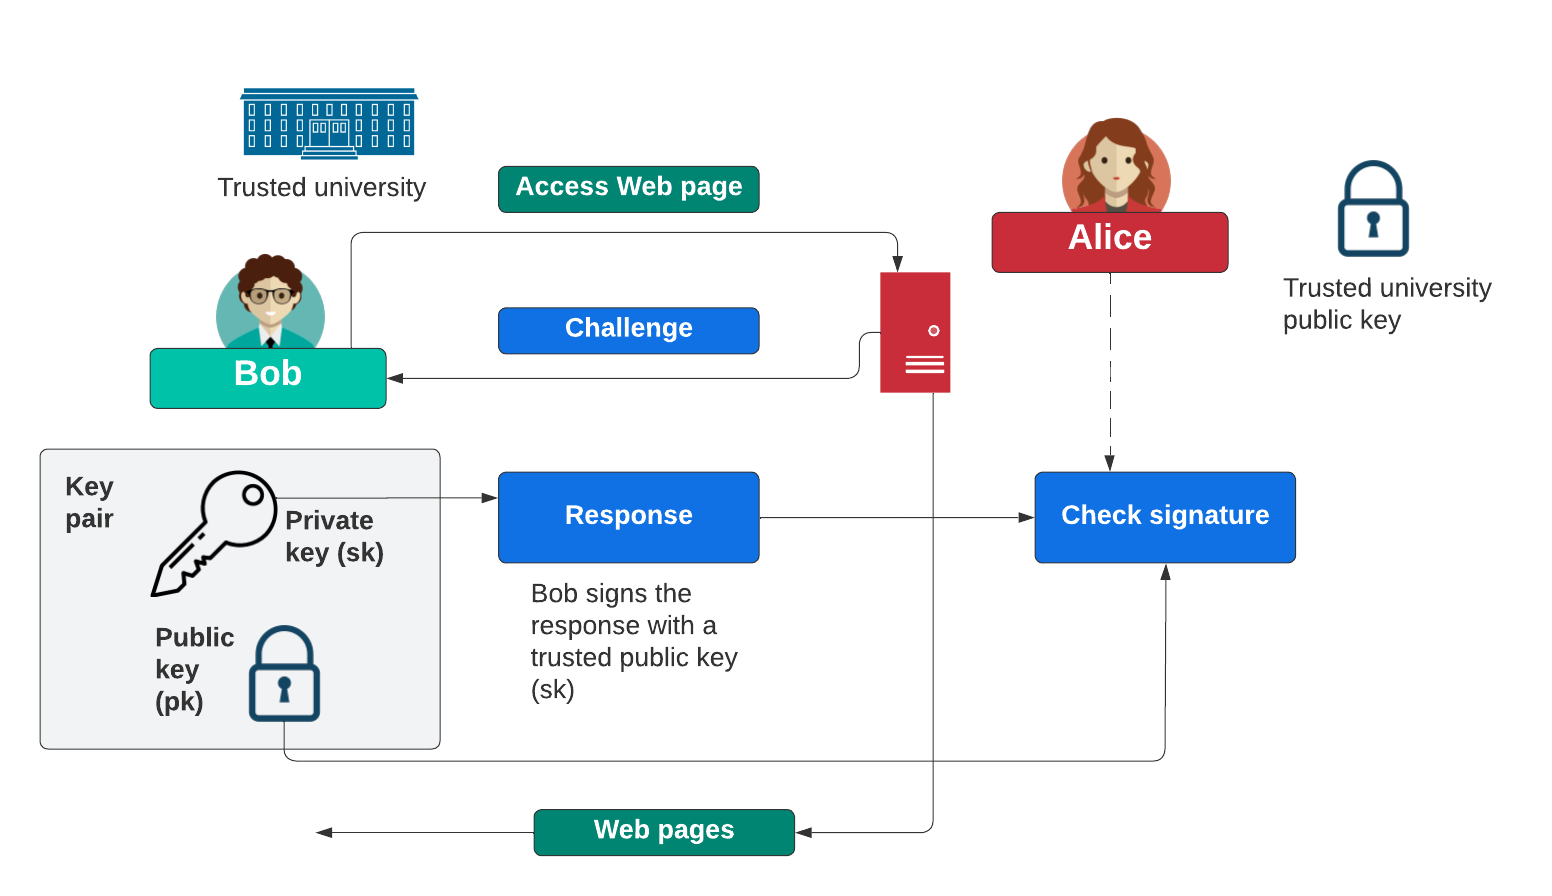 Trusted university
Access Web page
Alice
Trusted university
public key
Challenge
Bob
Key
pair
Private
key (sk)
Response
Check signature
Bob signs the
response with a
trusted public key
(sk)
Public
key
(pk)
Web pages